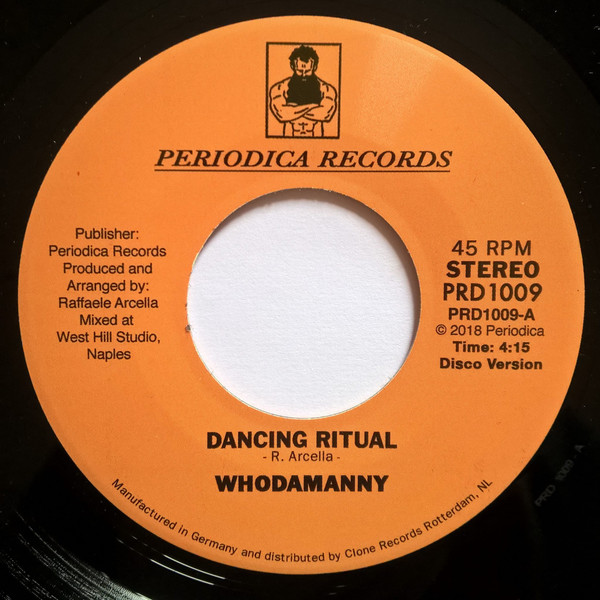 PERIODICA RECORDS
Publisher:
Periodica Records
Produced and
Arranged by:
Raffaele Arcella
Mixed at
West Hill Studio,
Naples
45 RPM
STEREO
PRD1009
PRD1009-A
© 2018 Periodica
Time: 4:15
Disco Version
DANCING RITUAL
- R. Arcella -
WHODAMANNY
Manufactured in Germany and distributed by Clone Records Rotterdam, NL
PRD 1009 - A